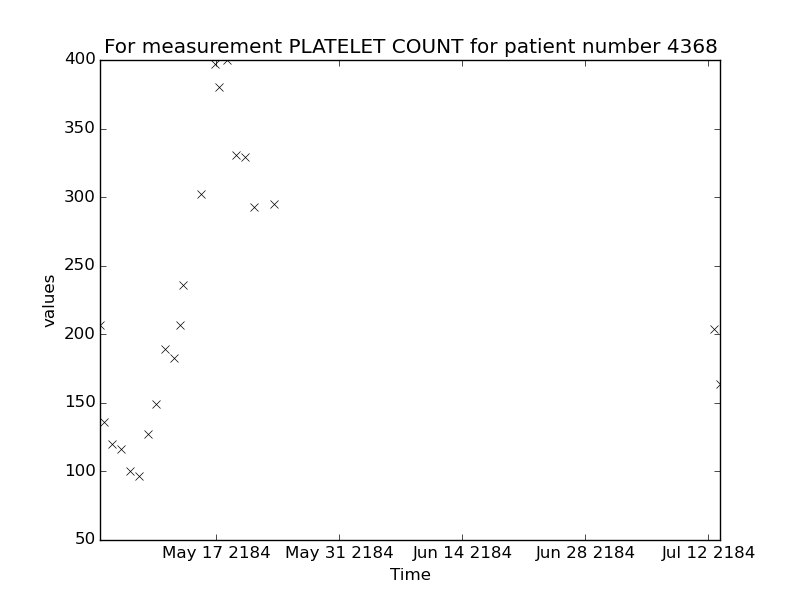 For measurement PLATELET COUNT for patient number 4368
400
350
300
250
200
150
100
50
values
May 17 2184 May 31 2184 Jun 14 2184 Jun 28 2184 Jul 12 2184
Time